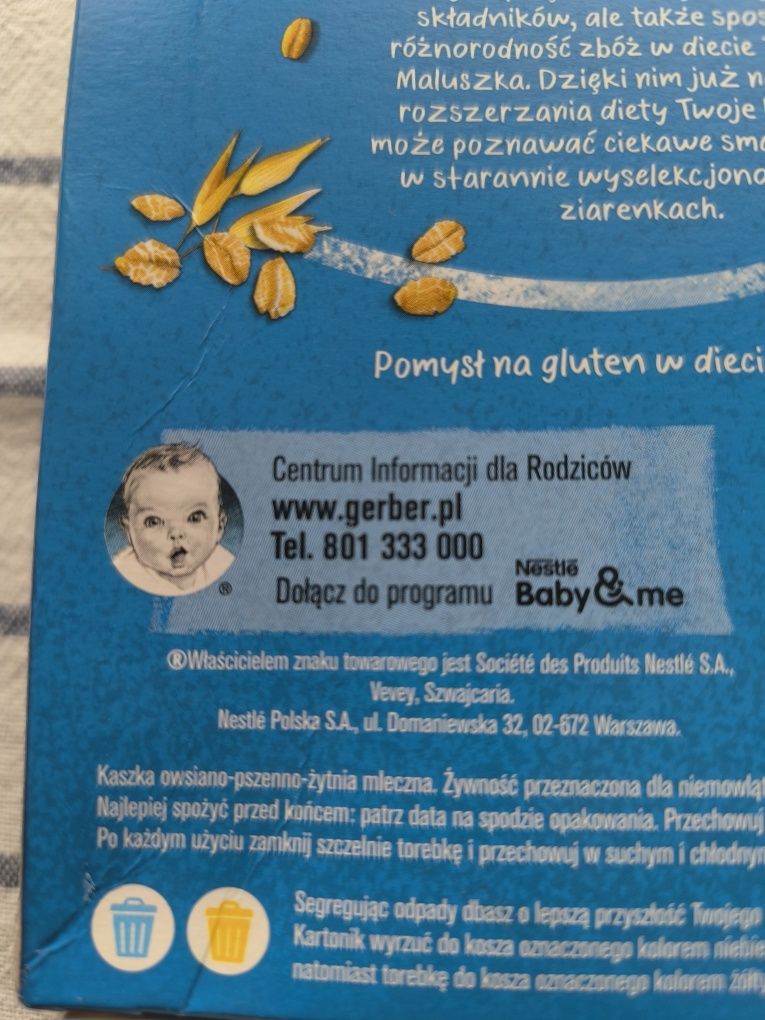 składników, ale także spos
różnorodność zbóż w diecie
Maluszka. Dzięki nim już n
rozszerzania diety Twoje
może poznawać ciekawe sma
w starannie wyselekcjono
ziarenkach.
Pomysł na gluten w dieci
Centrum Informacji dla Rodziców
www.gerber.pl
Tel. 801 333 000
Dołącz do programu Nestlé Baby & me
®
®Właścicielem znaku towarowego jest Société des Produits Nestlé S.A.,
Vevey, Szwajcaria.
Nestlé Polska S.A., ul. Domaniewska 32, 02-672 Warszawa.
Kaszka owsiano-pszenno-żytnia mleczna. Żywność przeznaczona dla niemowląt
Najlepiej spożyć przed końcem: patrz data na spodzie opakowania. Przechowuj
Po każdym użyciu zamknij szczelnie torebkę i przechowuj w suchym i chłodnym
Segregując odpady dbasz o lepszą przyszłość Twojego
Kartonik wyrzuć do kosza oznaczonego kolorem niebie
natomiast torebkę do kosza oznaczonego kolorem żółty